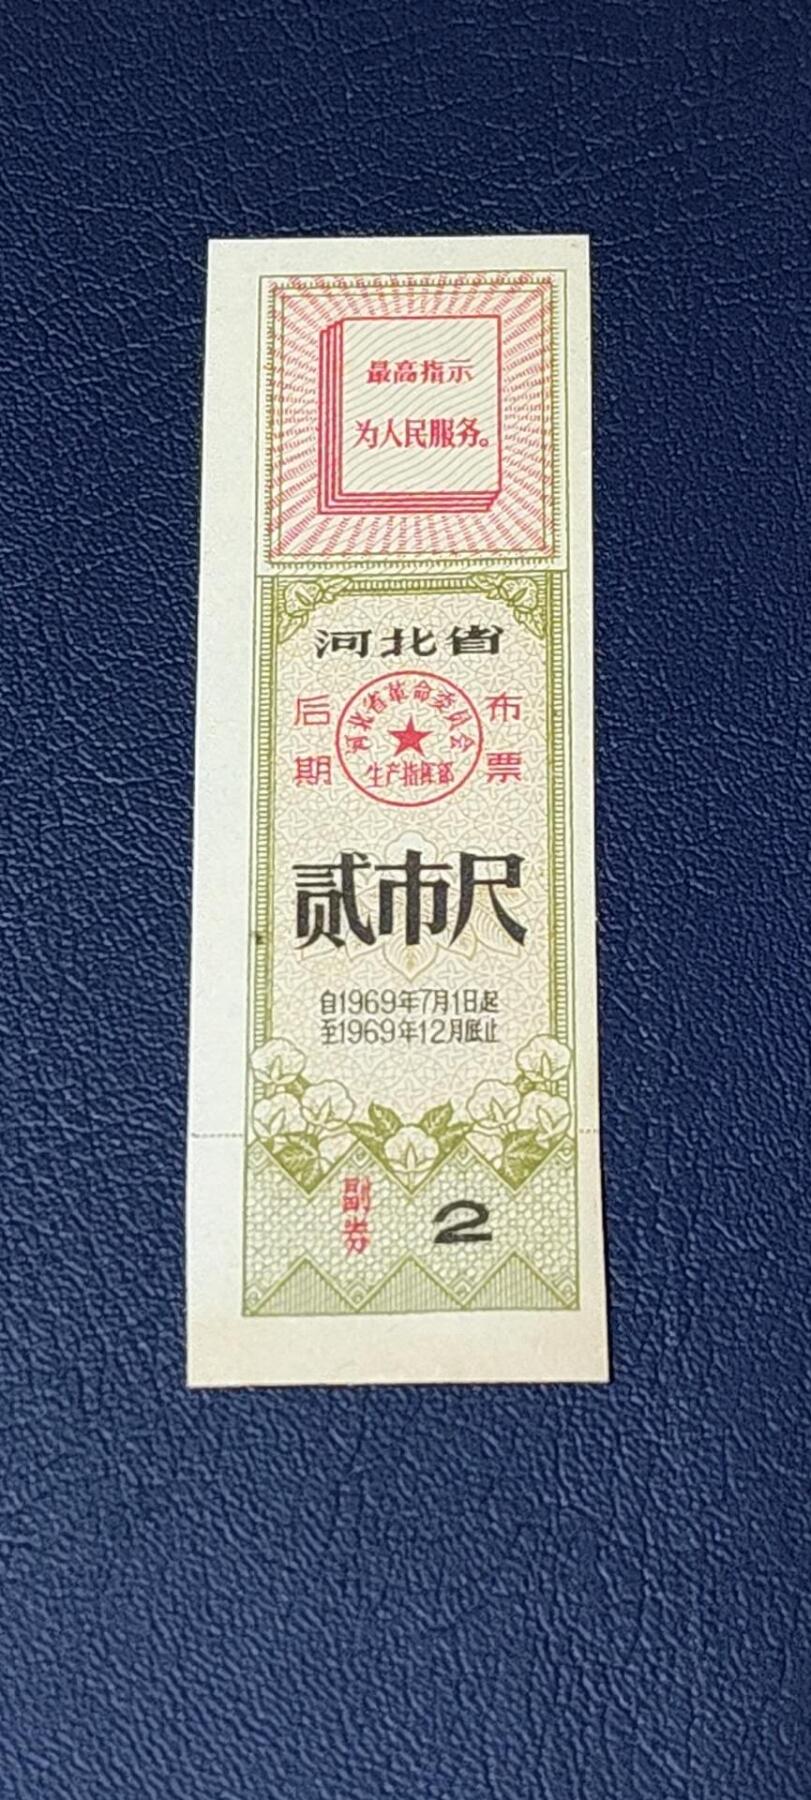 最高指示
为人民服务。
河北省
后期
布票
河北省革命委员会
生产指挥部
贰市尺
自1969年7月1日起
至1969年12月底止
副券
2